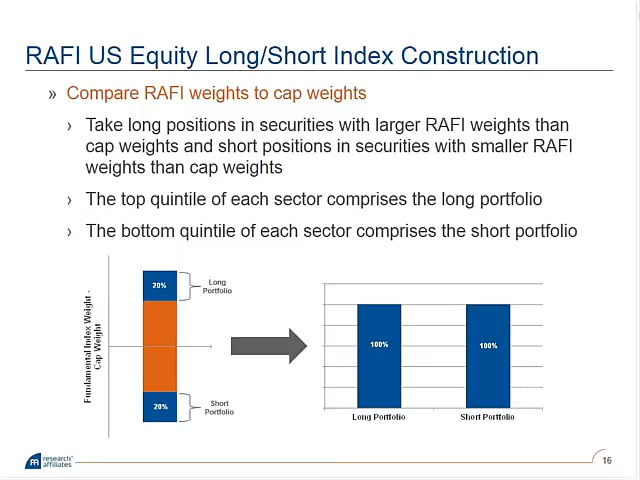 RAFI US Equity Long/Short Index Construction
» Compare RAFI weights to cap weights
› Take long positions in securities with larger RAFI weights than
cap weights and short positions in securities with smaller RAFI
weights than cap weights
› The top quintile of each sector comprises the long portfolio
› The bottom quintile of each sector comprises the short portfolio
Fundamental Index Weight -
Cap Weight
20%
Long
Portfolio
20%
Short
Portfolio
100%
100%
Long Portfolio
Short Portfolio
RA research
affiliates
16